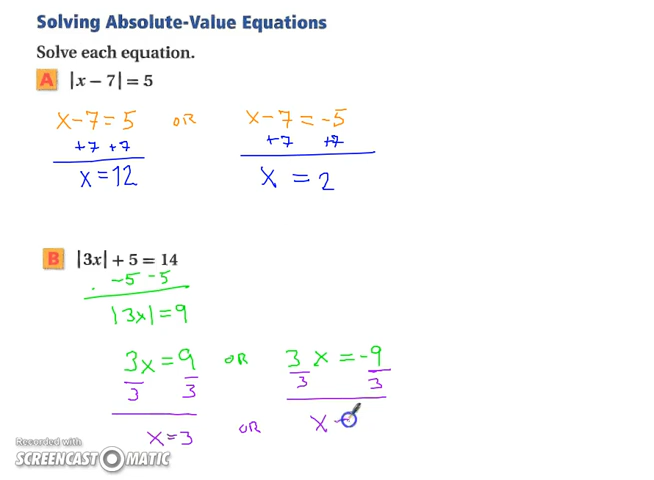 Solving Absolute-Value Equations
Solve each equation.
A |x − 7| = 5
x-7=5 OR x-7=-5
+7 +7 +7 +7
x=12 x = 2
B |3x| + 5 = 14
-5 -5
|3x|=9
3x=9 OR 3x=-9
3 3 3 3
x=3 OR x
Recorded with
SCREENCAST MATIC